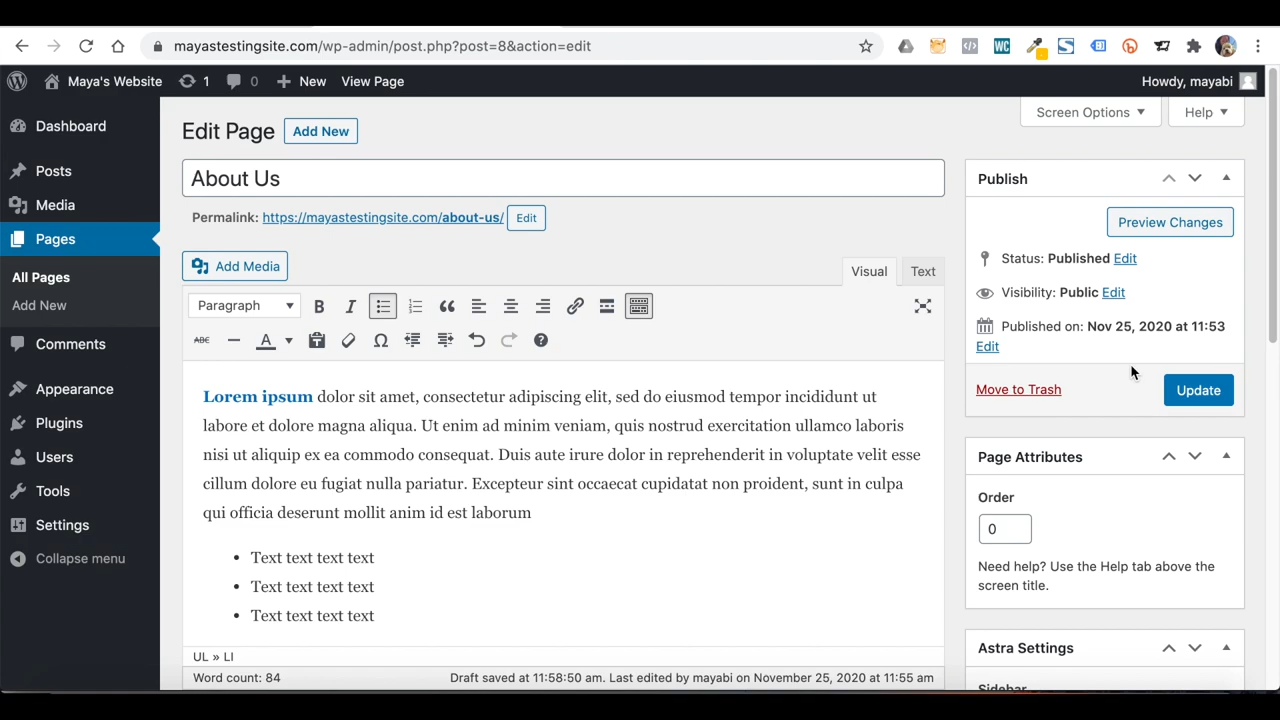 mayastestingsite.com/wp-admin/post.php?post=8&action=edit
WC
Maya's Website 1 0 New View Page Howdy, mayabi
Dashboard
Posts
Media
Pages
All Pages
Add New
Comments
Appearance
Plugins
Users
Tools
Settings
Collapse menu
Screen Options Help
Edit Page Add New
About Us
Permalink: https://mayastestingsite.com/about-us/ Edit
Add Media
Visual Text
Paragraph B I
ABC A Ω
Lorem ipsum dolor sit amet, consectetur adipiscing elit, sed do eiusmod tempor incididunt ut
labore et dolore magna aliqua. Ut enim ad minim veniam, quis nostrud exercitation ullamco laboris
nisi ut aliquip ex ea commodo consequat. Duis aute irure dolor in reprehenderit in voluptate velit esse
cillum dolore eu fugiat nulla pariatur. Excepteur sint occaecat cupidatat non proident, sunt in culpa
qui officia deserunt mollit anim id est laborum
• Text text text text
• Text text text text
• Text text text text
UL » LI
Word count: 84 Draft saved at 11:58:50 am. Last edited by mayabi on November 25, 2020 at 11:55 am
Publish
Preview Changes
Status: Published Edit
Visibility: Public Edit
Published on: Nov 25, 2020 at 11:53
Edit
Move to Trash Update
Page Attributes
Order
0
Need help? Use the Help tab above the
screen title.
Astra Settings
Sidebar